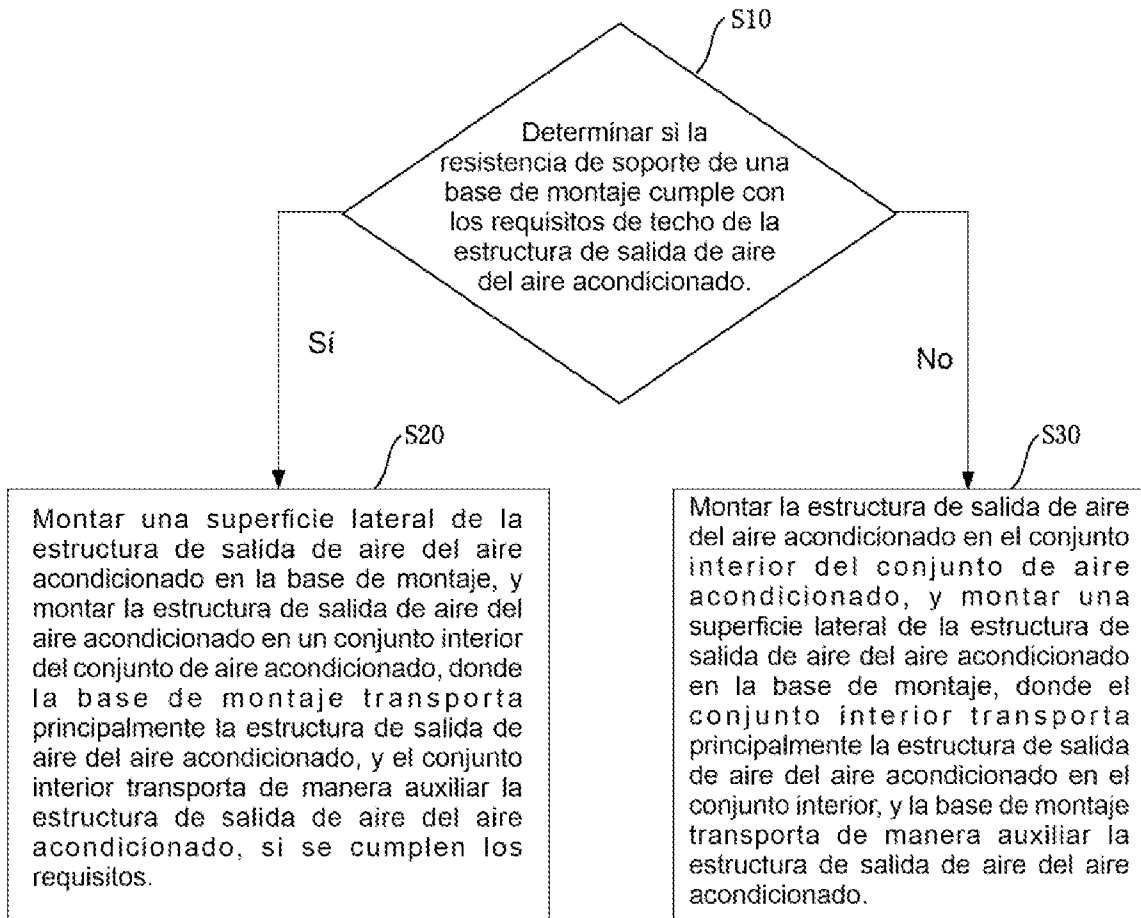 S10
Determinar si la
resistencia de soporte de una
base de montaje cumple con
los requisitos de techo de la
estructura de salida de aire
del aire acondicionado.
Sí
No
S20
Montar una superficie lateral de la
estructura de salida de aire del aire
acondicionado en la base de montaje, y
montar la estructura de salida de aire del
aire acondicionado en un conjunto interior
del conjunto de aire acondicionado, donde
la base de montaje transporta
principalmente la estructura de salida de
aire del aire acondicionado, y el conjunto
interior transporta de manera auxiliar la
estructura de salida de aire del aire
acondicionado, si se cumplen los
requisitos.
S30
Montar la estructura de salida de aire
del aire acondicionado en el conjunto
interior del conjunto de aire
acondicionado, y montar una
superficie lateral de la estructura de
salida de aire del aire acondicionado
en la base de montaje, donde el
conjunto interior transporta
principalmente la estructura de salida
de aire del aire acondicionado en el
conjunto interior, y la base de montaje
transporta de manera auxiliar la
estructura de salida de aire del aire
acondicionado.